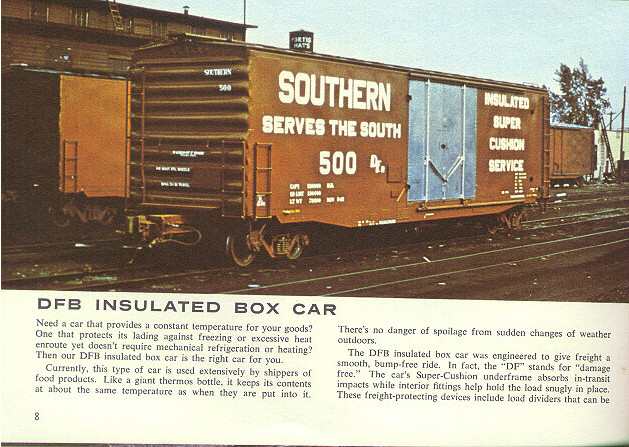 SOUTHERN
500
SOUTHERN
SERVES THE SOUTH
500 DFB
INSULATED
SUPER
CUSHION
SERVICE
DFB INSULATED BOX CAR
Need a car that provides a constant temperature for your goods?
One that protects its lading against freezing or excessive heat
enroute yet doesn't require mechanical refrigeration or heating?
Then our DFB insulated box car is the right car for you.
Currently, this type of car is used extensively by shippers of
food products. Like a giant thermos bottle, it keeps its contents
at about the same temperature as when they are put into it.
There's no danger of spoilage from sudden changes of weather
outdoors.
The DFB insulated box car was engineered to give freight a
smooth, bump-free ride. In fact, the "DF" stands for "damage
free." The car's Super-Cushion underframe absorbs in-transit
impacts while interior fittings help hold the load snugly in place.
These freight-protecting devices include load dividers that can be
8